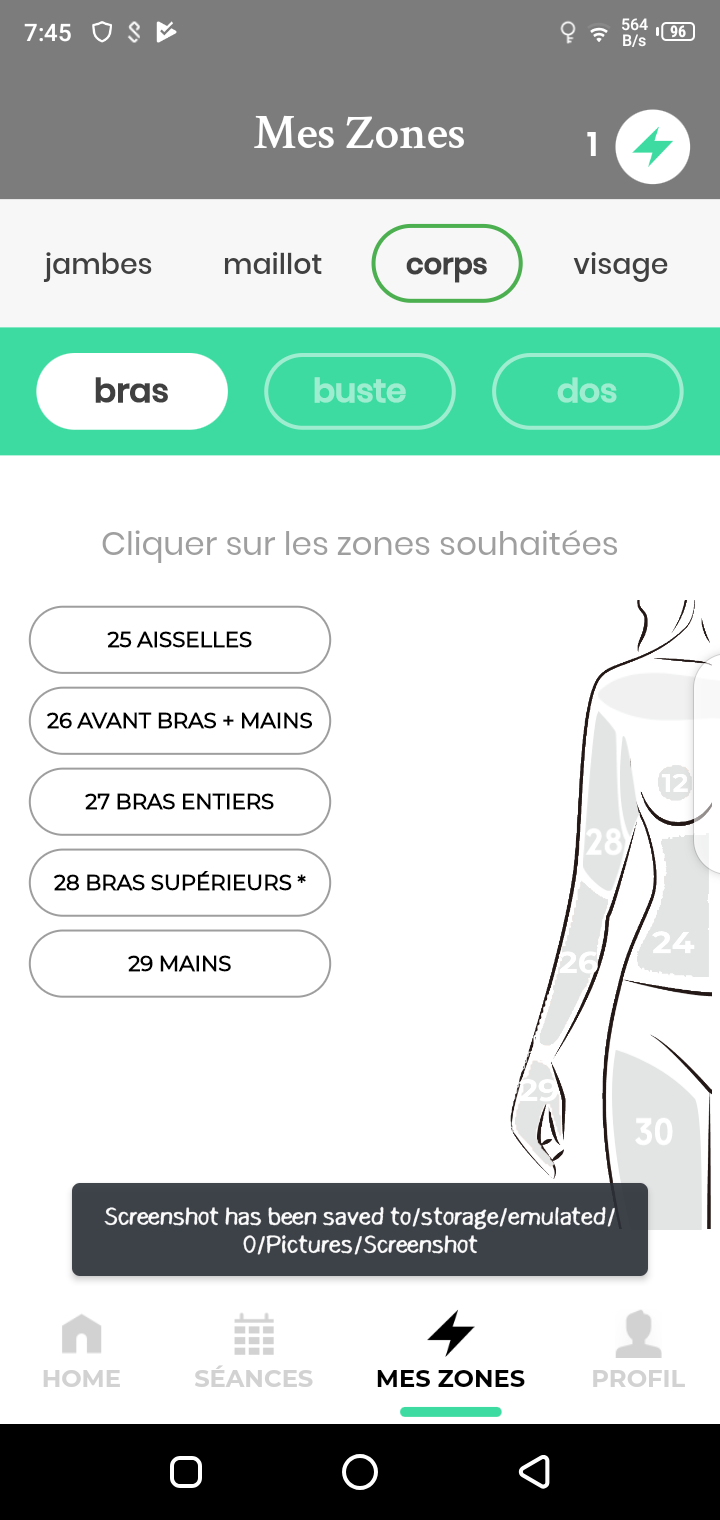 7:45
564
B/s
96
Mes Zones
1
jambes
maillot
corps
visage
bras
buste
dos
Cliquer sur les zones souhaitées
25 AISSELLES
26 AVANT BRAS + MAINS
27 BRAS ENTIERS
28 BRAS SUPÉRIEURS *
29 MAINS
12
28
24
26
29
30
Screenshot has been saved to/storage/emulated/
0/Pictures/Screenshot
HOME
SÉANCES
MES ZONES
PROFIL